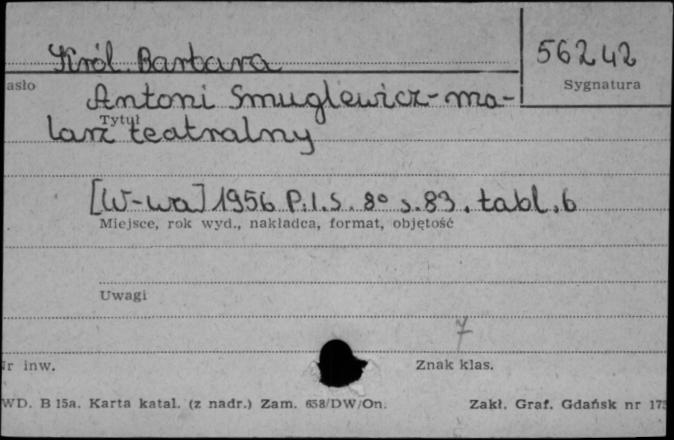 Król Barbara
56242
asło
Sygnatura
Antoni Smuglewicz-ma-
Tytuł
larz teatralny
[W-wa] 1956 P.I.S. 8° s.83, tabl.6
Miejsce, rok wyd., nakładca, format, objętość
Uwagi
7
Nr inw.
Znak klas.
WD. B 15a. Karta katal. (z nadr.) Zam. 658/DW/On.
Zakł. Graf. Gdańsk nr 173